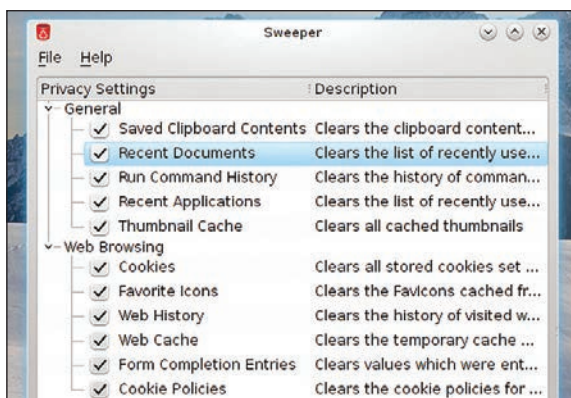 Sweeper
File Help
Privacy Settings Description
General
Saved Clipboard Contents Clears the clipboard content...
Recent Documents Clears the list of recently use...
Run Command History Clears the history of comman...
Recent Applications Clears the list of recently use...
Thumbnail Cache Clears all cached thumbnails
Web Browsing
Cookies Clears all stored cookies set ...
Favorite Icons Clears the FavIcons cached fr...
Web History Clears the history of visited w...
Web Cache Clears the temporary cache ...
Form Completion Entries Clears values which were ent...
Cookie Policies Clears the cookie policies for ...